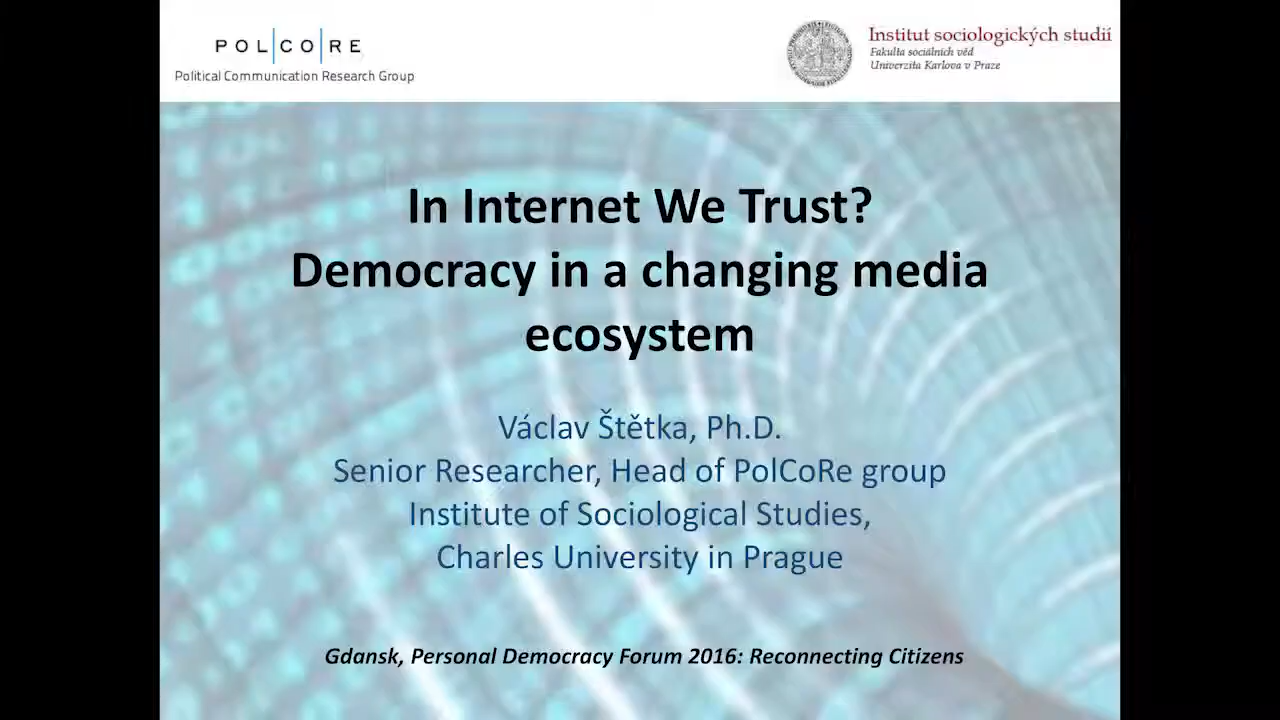 POL|CO|RE
Political Communication Research Group
Institut sociologických studií
Fakulta sociálních věd
Univerzita Karlova v Praze
In Internet We Trust?
Democracy in a changing media
ecosystem
Václav Štětka, Ph.D.
Senior Researcher, Head of PolCoRe group
Institute of Sociological Studies,
Charles University in Prague
Gdansk, Personal Democracy Forum 2016: Reconnecting Citizens